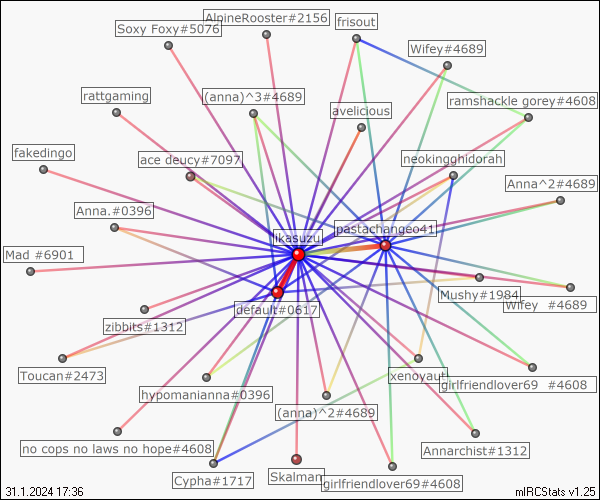 AlpineRooster#2156
Soxy Foxy#5076
frisout
Wifey#4689
rattgaming
(anna)^3#4689
ramshackle gorey#4608
avelicious
fakedingo
ace deucy#7097
neokingghidorah
Anna^2#4689
Anna.#0396
ikasuzu
pastachangeo41
Mad #6901
Mushy#1984
Wifey #4689
default#0617
zibbits#1312
Toucan#2473
xenoyaut
girlfriendlover69 #4608
hypomanianna#0396
(anna)^2#4689
no cops no laws no hope#4608
Annarchist#1312
Cypha#1717
Skalman
girlfriendlover69#4608
31.1.2024 17:36
mIRCStats v1.25